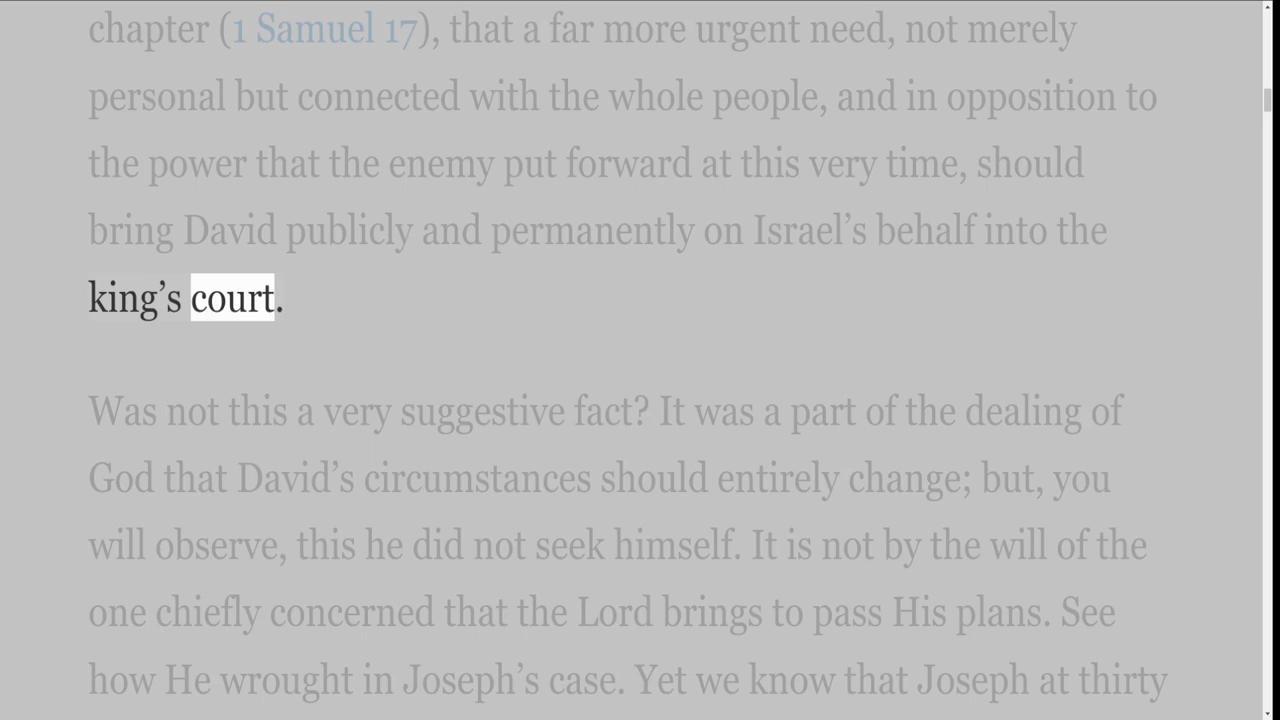 chapter (1 Samuel 17), that a far more urgent need, not merely
personal but connected with the whole people, and in opposition to
the power that the enemy put forward at this very time, should
bring David publicly and permanently on Israel’s behalf into the
king’s court.
Was not this a very suggestive fact? It was a part of the dealing of
God that David’s circumstances should entirely change; but, you
will observe, this he did not seek himself. It is not by the will of the
one chiefly concerned that the Lord brings to pass His plans. See
how He wrought in Joseph’s case. Yet we know that Joseph at thirty